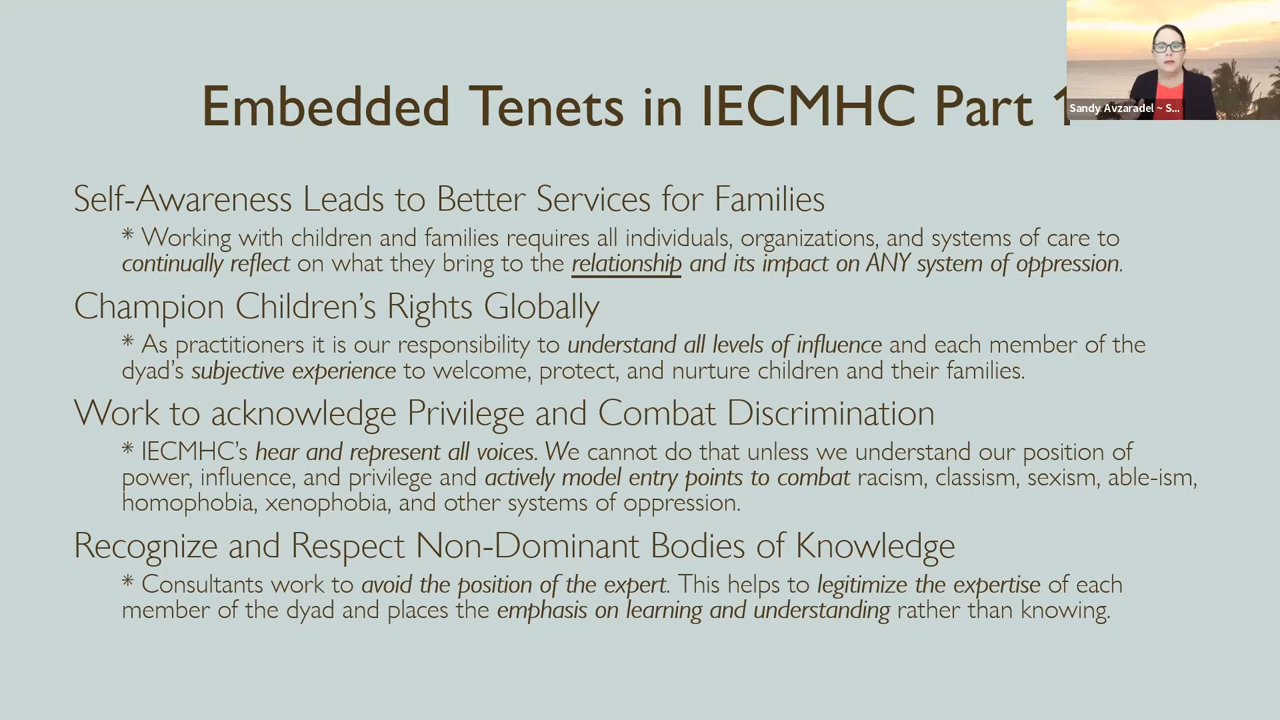 Embedded Tenets in IECMHC Part 1
Sandy Avzaradel ~ S...
Self-Awareness Leads to Better Services for Families
* Working with children and families requires all individuals, organizations, and systems of care to
continually reflect on what they bring to the relationship and its impact on ANY system of oppression.
Champion Children’s Rights Globally
* As practitioners it is our responsibility to understand all levels of influence and each member of the
dyad’s subjective experience to welcome, protect, and nurture children and their families.
Work to acknowledge Privilege and Combat Discrimination
* IECMHC’s hear and represent all voices. We cannot do that unless we understand our position of
power, influence, and privilege and actively model entry points to combat racism, classism, sexism, able-ism,
homophobia, xenophobia, and other systems of oppression.
Recognize and Respect Non-Dominant Bodies of Knowledge
* Consultants work to avoid the position of the expert. This helps to legitimize the expertise of each
member of the dyad and places the emphasis on learning and understanding rather than knowing.